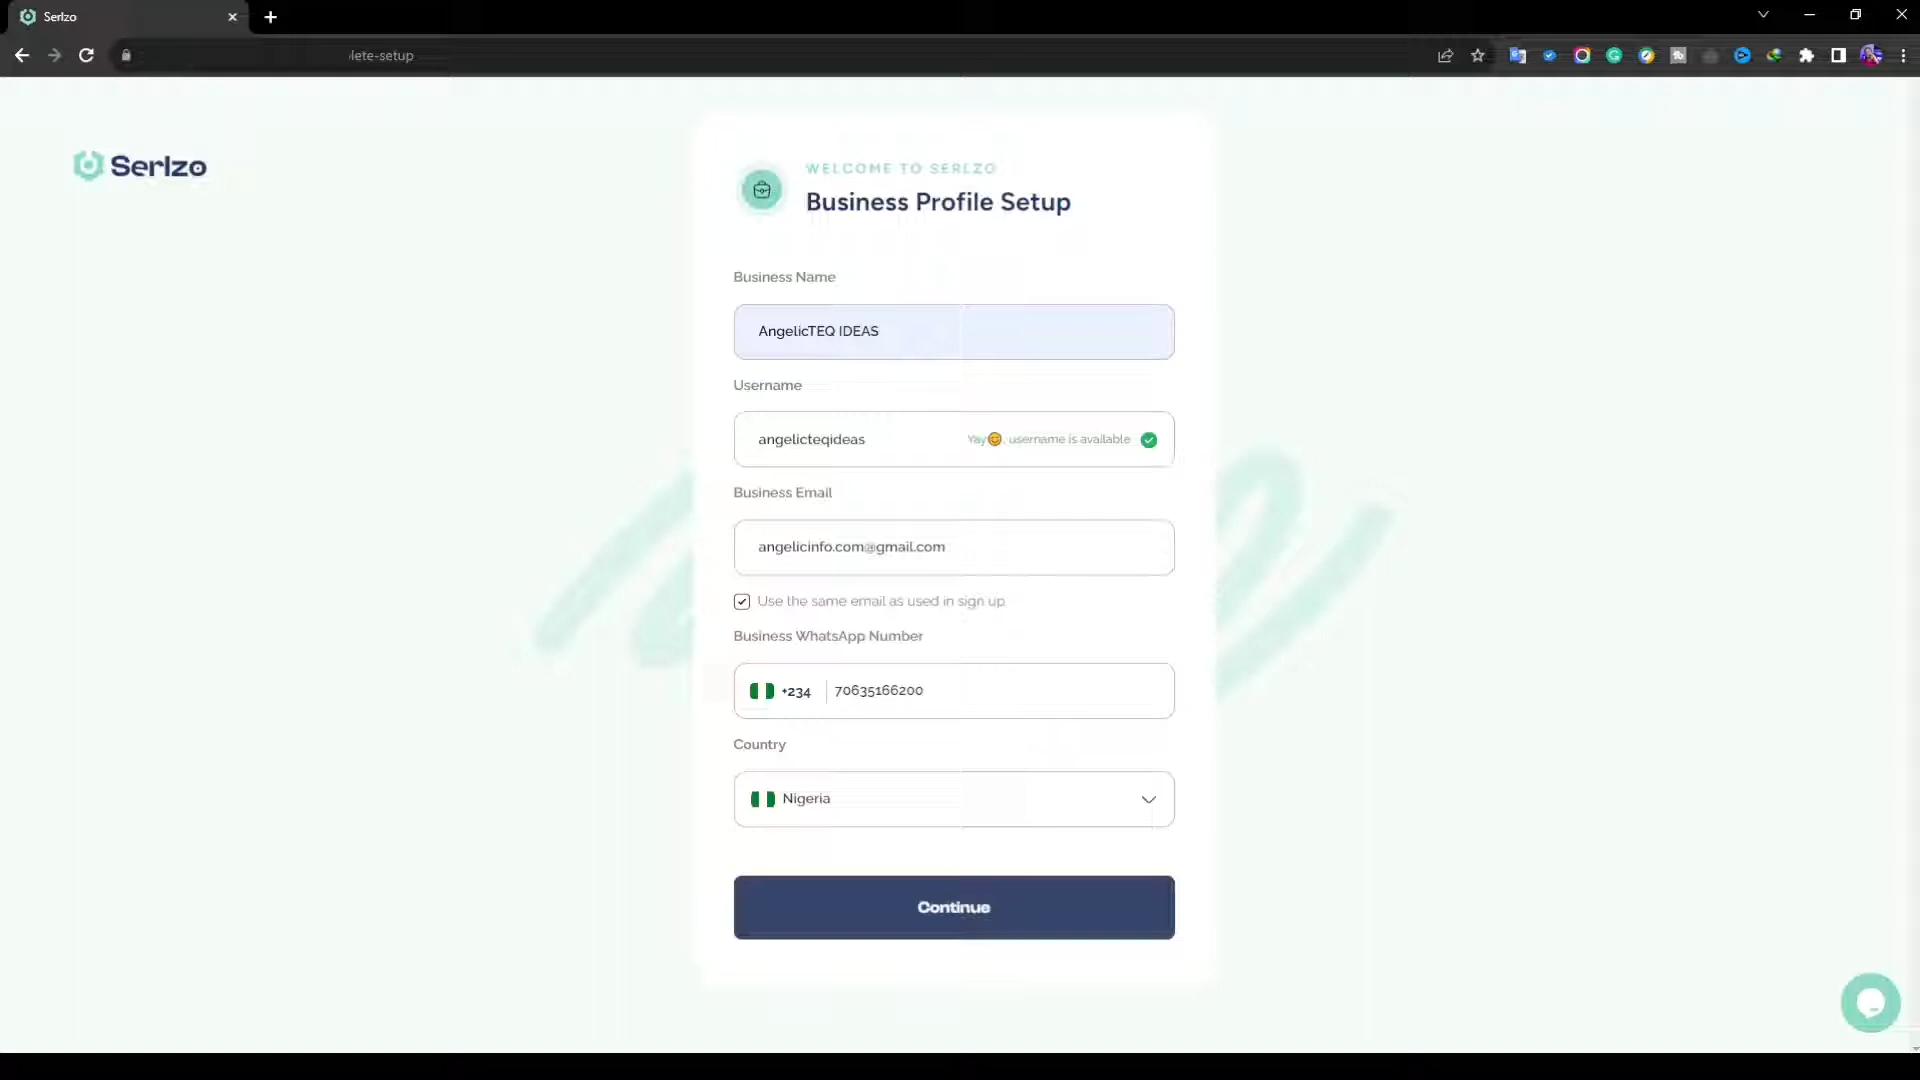 Serlzo
lete-setup
Serlzo
WELCOME TO SERLZO
Business Profile Setup
Business Name
AngelicTEQ IDEAS
Username
angelicteqideas
Yay😊, username is available
Business Email
angelicinfo.com@gmail.com
Use the same email as used in sign up
Business WhatsApp Number
+234 70635166200
Country
Nigeria
Continue